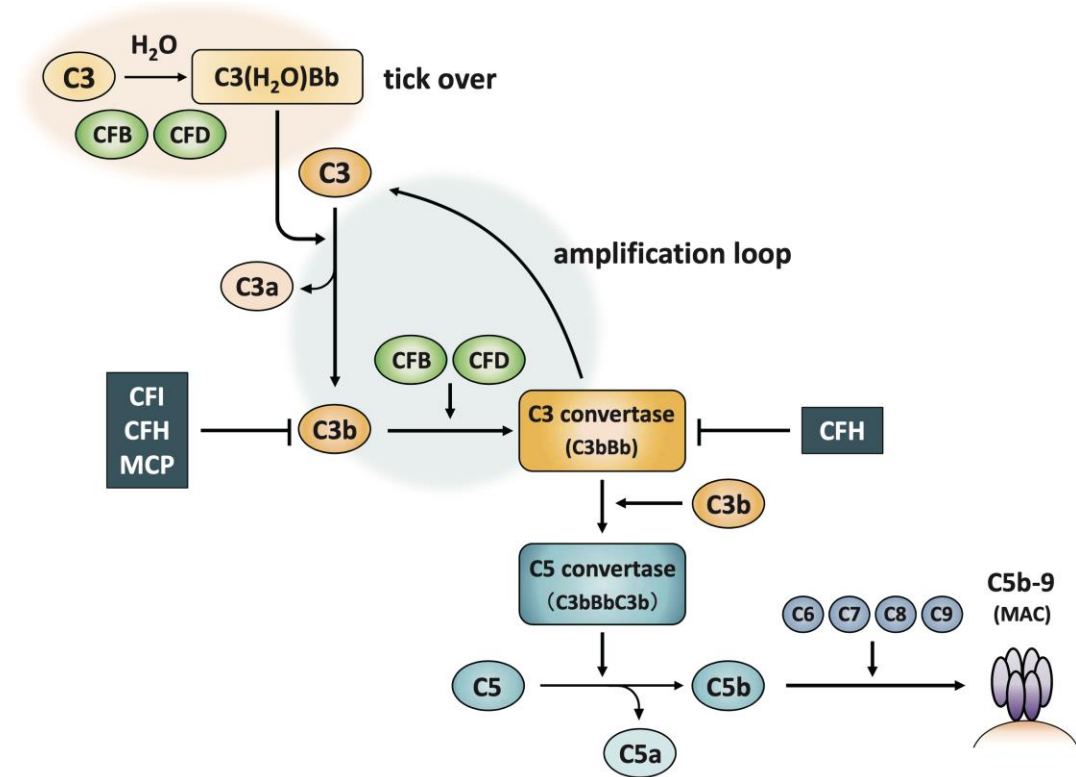 H₂O
C3
C3(H₂O)Bb
tick over
CFB
CFD
C3
amplification loop
C3a
CFB
CFD
CFI
CFH
MCP
C3b
C3 convertase
(C3bBb)
CFH
C3b
C5 convertase
（C3bBbC3b）
C5b-9
(MAC)
C6
C7
C8
C9
C5
C5b
C5a